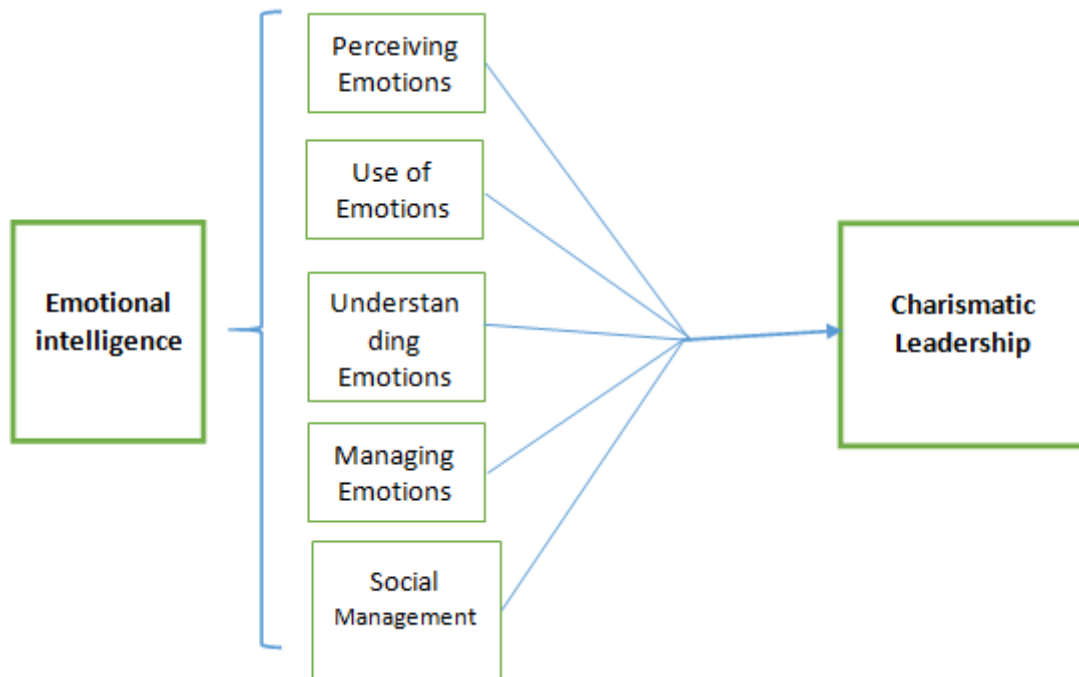 Perceiving
Emotions
Use of
Emotions
Emotional
intelligence
Understan
ding
Emotions
Managing
Emotions
Social
Management
Charismatic
Leadership